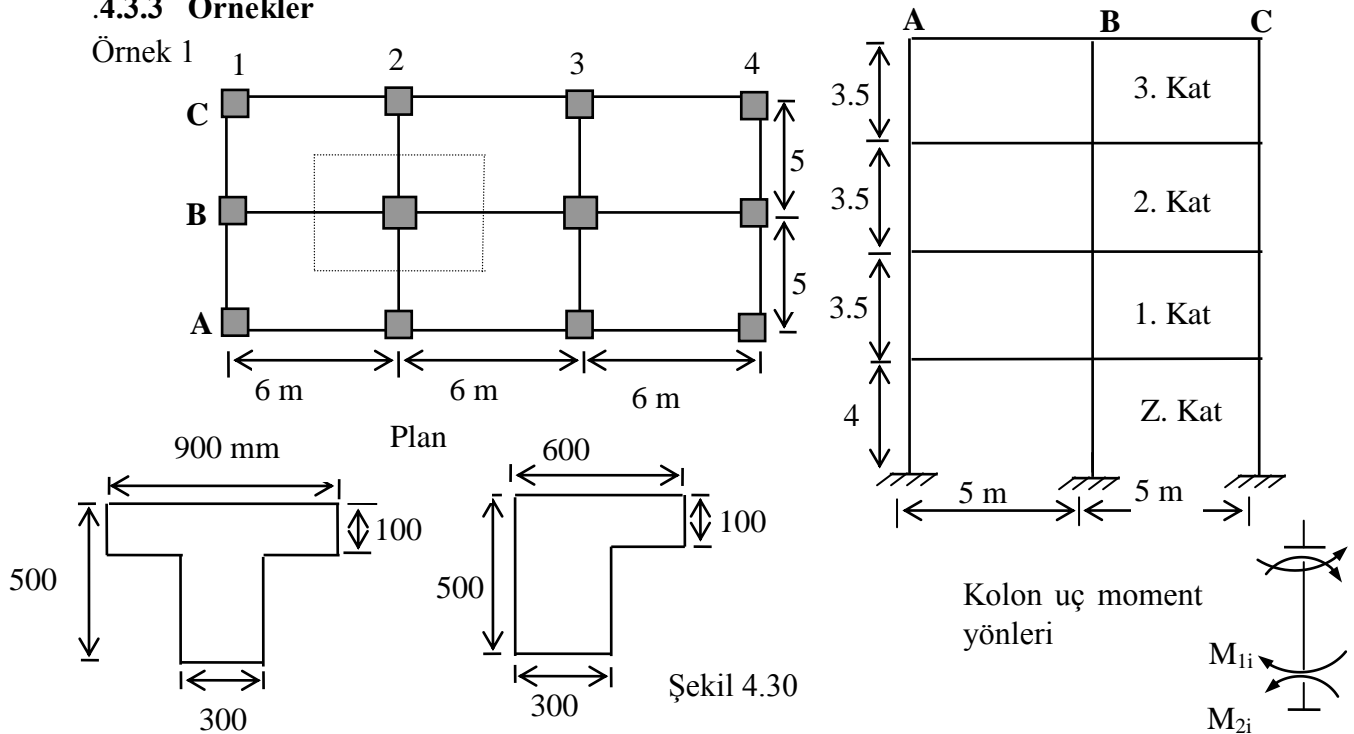 .4.3.3 Örnekler
Örnek 1
1
2
3
4
C
B
A
5
5
6 m
6 m
6 m
Plan
A
B
C
3.5
3. Kat
3.5
2. Kat
3.5
1. Kat
4
Z. Kat
5 m
5 m
900 mm
100
500
300
600
100
500
300
Şekil 4.30
Kolon uç moment
yönleri
M1i
M2i